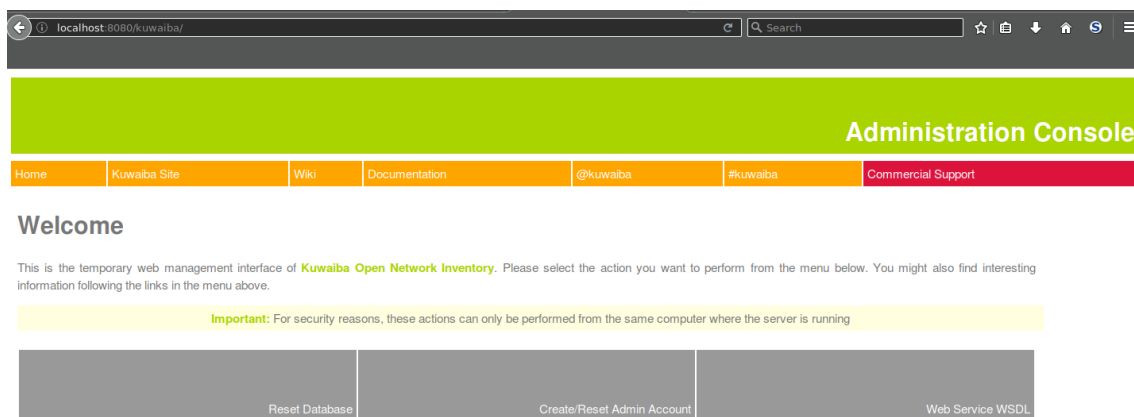 localhost:8080/kuwaiba/
Search
Administration Console
Home Kuwaiba Site Wiki Documentation @kuwaiba #kuwaiba Commercial Support
Welcome
This is the temporary web management interface of Kuwaiba Open Network Inventory. Please select the action you want to perform from the menu below. You might also find interesting
information following the links in the menu above.
Important: For security reasons, these actions can only be performed from the same computer where the server is running
Reset Database Create/Reset Admin Account Web Service WSDL